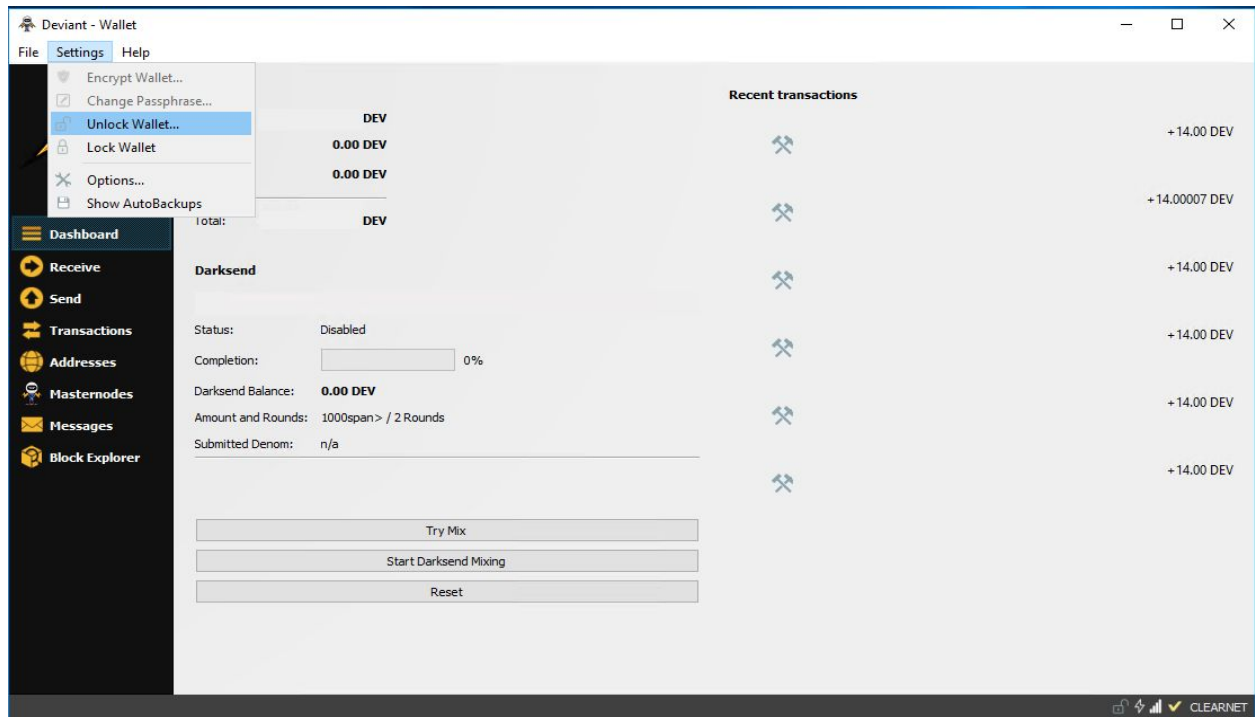 Deviant - Wallet
File Settings Help
Encrypt Wallet...
Change Passphrase...
Unlock Wallet...
Lock Wallet
Options...
Show AutoBackups
Dashboard
Receive
Send
Transactions
Addresses
Masternodes
Messages
Block Explorer
DEV
0.00 DEV
0.00 DEV
Total: DEV
Darksend
Status: Disabled
Completion: 0%
Darksend Balance: 0.00 DEV
Amount and Rounds: 1000span> / 2 Rounds
Submitted Denom: n/a
Try Mix
Start Darksend Mixing
Reset
Recent transactions
+14.00 DEV
+14.00007 DEV
+14.00 DEV
+14.00 DEV
+14.00 DEV
+14.00 DEV
CLEARNET